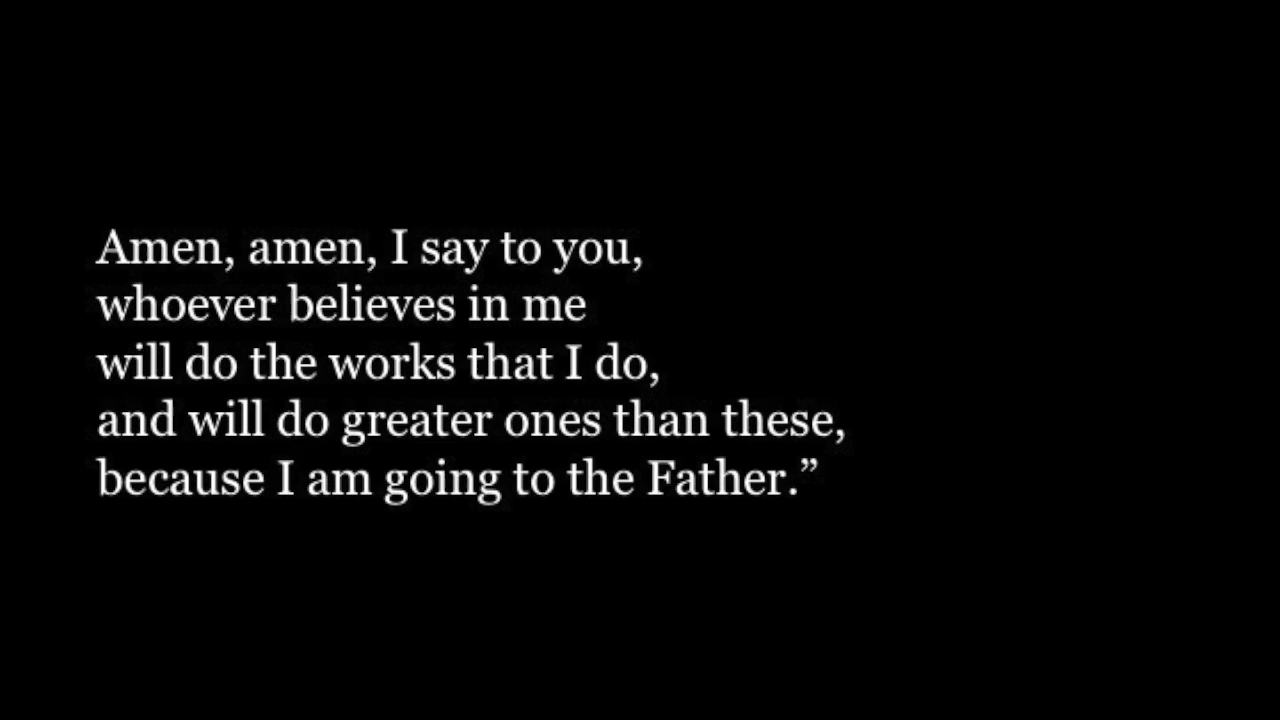 Amen, amen, I say to you,
whoever believes in me
will do the works that I do,
and will do greater ones than these,
because I am going to the Father.”